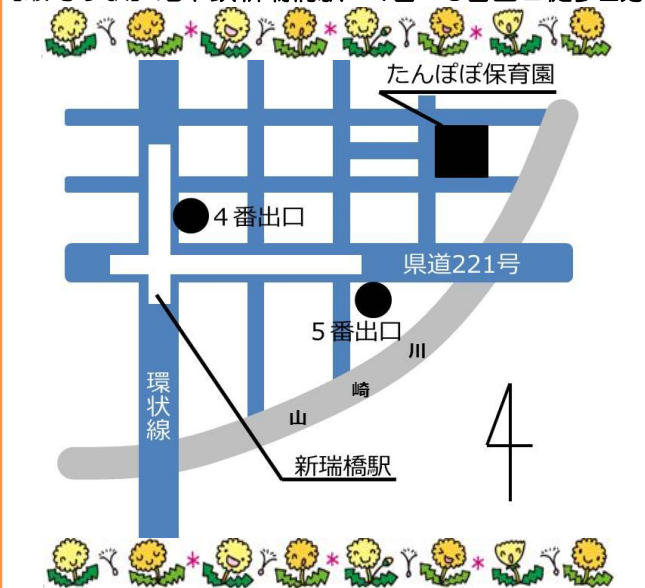 たんぽぽ保育園
４番出口
県道221号
５番出口
山崎川
環状線
新瑞橋駅